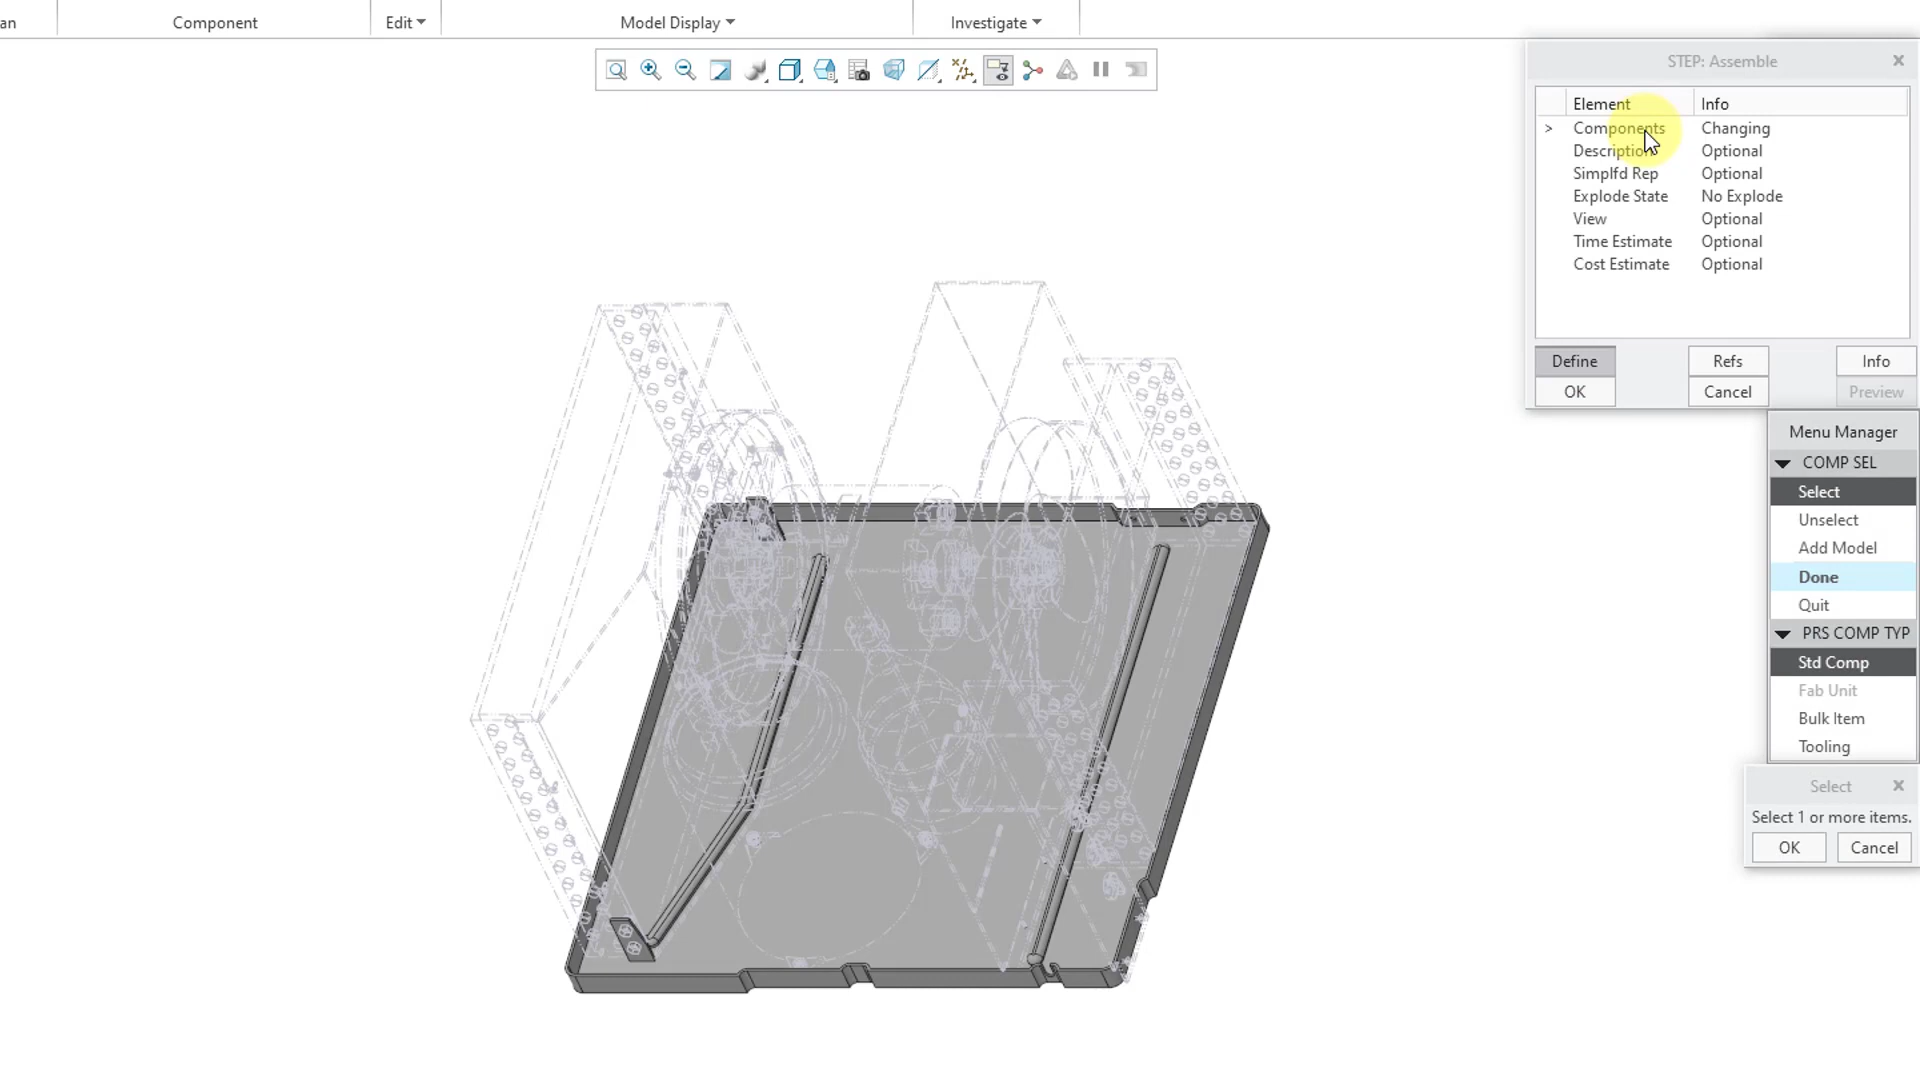 an
Component
Edit
Model Display
Investigate
STEP: Assemble
Element Info
> Components Changing
Description Optional
Simplfd Rep Optional
Explode State No Explode
View Optional
Time Estimate Optional
Cost Estimate Optional
Define Refs Info
OK Cancel Preview
Menu Manager
COMP SEL
Select
Unselect
Add Model
Done
Quit
PRS COMP TYP
Std Comp
Fab Unit
Bulk Item
Tooling
Select
Select 1 or more items.
OK Cancel